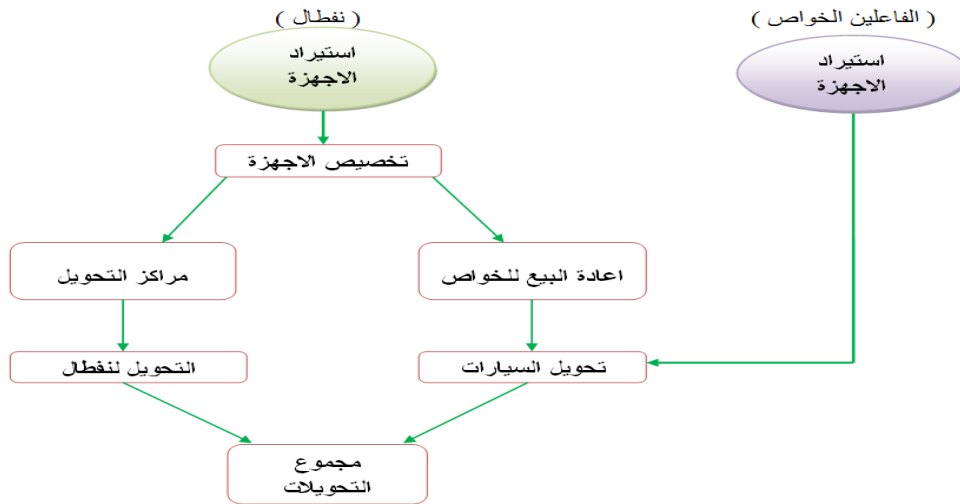 ( الفاعلين الخواص )
( نفطال )
استيراد
الاجهزة
استيراد
الاجهزة
تخصيص الاجهزة
اعادة البيع للخواص
مراكز التحويل
تحويل السيارات
التحويل لنفطال
مجموع
التحويلات